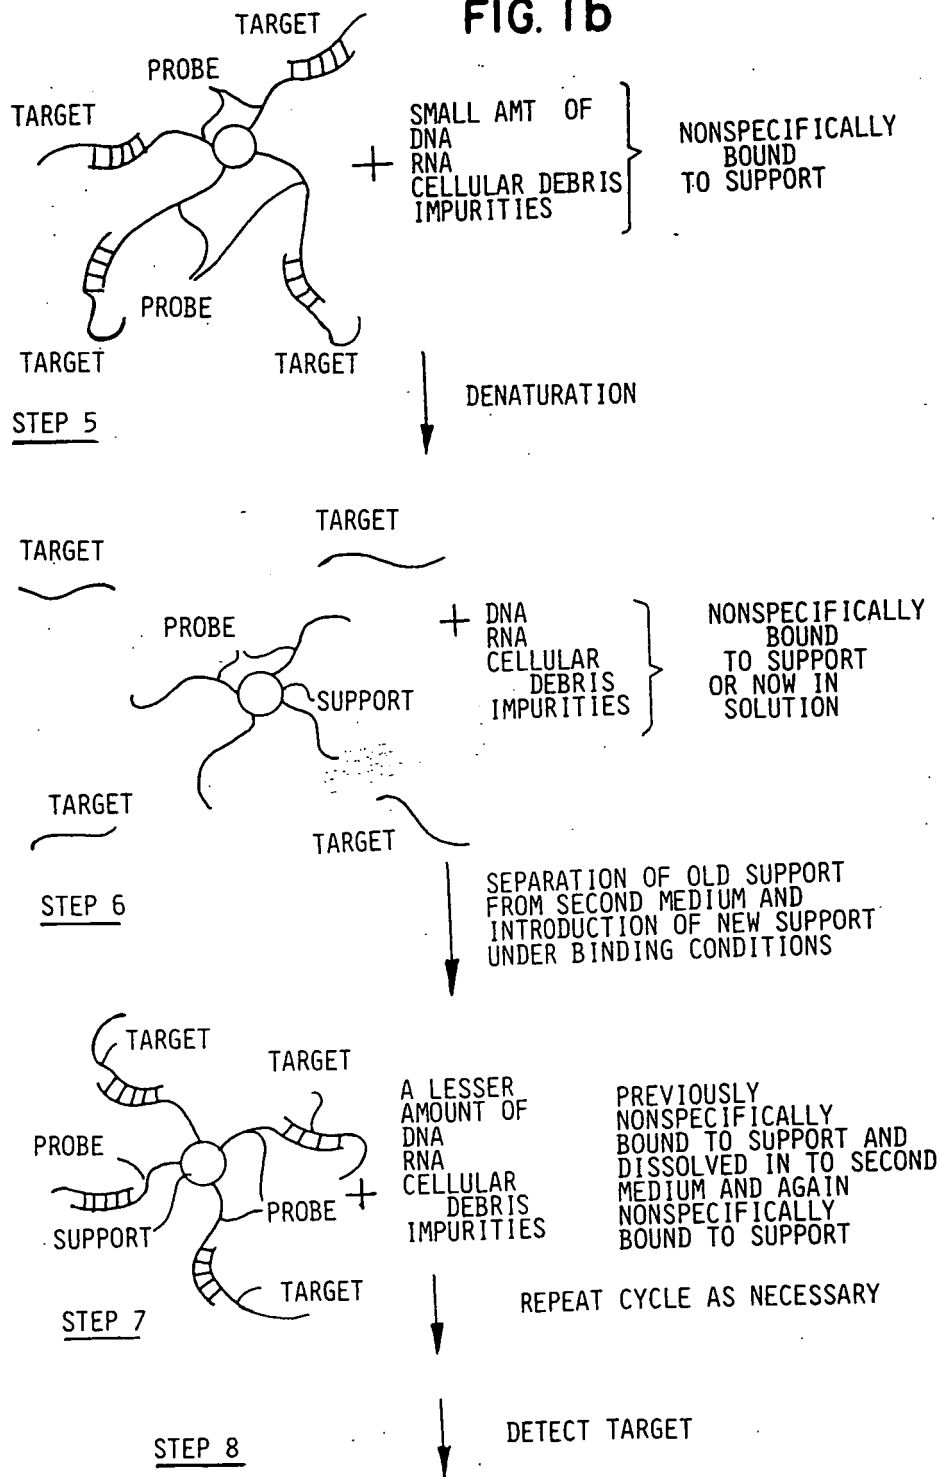 FIG. 1b
TARGET
PROBE
TARGET
SMALL AMT OF
DNA
RNA
CELLULAR DEBRIS
IMPURITIES
NONSPECIFICALLY
BOUND
TO SUPPORT
+
PROBE
TARGET
TARGET
DENATURATION
STEP 5
TARGET
TARGET
PROBE
SUPPORT
+
DNA
RNA
CELLULAR
DEBRIS
IMPURITIES
NONSPECIFICALLY
BOUND
TO SUPPORT
OR NOW IN
SOLUTION
TARGET
TARGET
STEP 6
SEPARATION OF OLD SUPPORT
FROM SECOND MEDIUM AND
INTRODUCTION OF NEW SUPPORT
UNDER BINDING CONDITIONS
TARGET
TARGET
PROBE
PROBE
SUPPORT
TARGET
+
A LESSER
AMOUNT OF
DNA
RNA
CELLULAR
DEBRIS
IMPURITIES
PREVIOUSLY
NONSPECIFICALLY
BOUND TO SUPPORT AND
DISSOLVED IN TO SECOND
MEDIUM AND AGAIN
NONSPECIFICALLY
BOUND TO SUPPORT
STEP 7
REPEAT CYCLE AS NECESSARY
DETECT TARGET
STEP 8